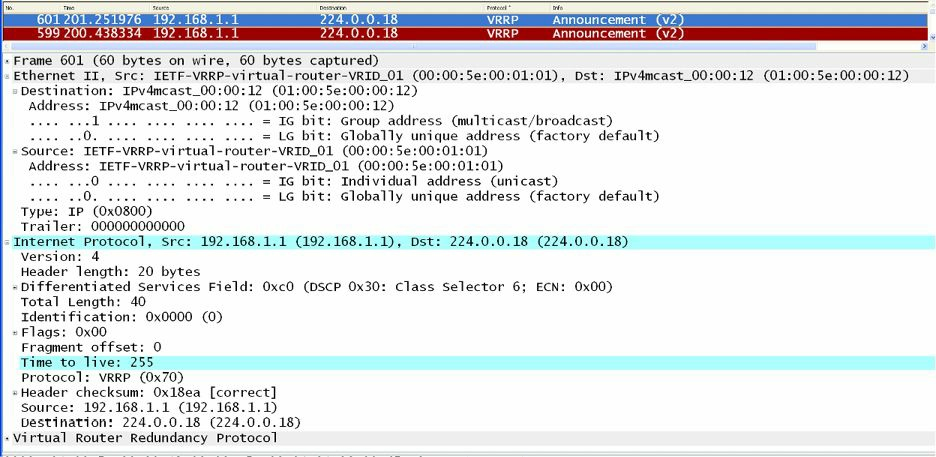 No. Time Source Destination Protocol Info
601 201.251976 192.168.1.1 224.0.0.18 VRRP Announcement (v2)
599 200.438334 192.168.1.1 224.0.0.18 VRRP Announcement (v2)
Frame 601 (60 bytes on wire, 60 bytes captured)
Ethernet II, Src: IETF-VRRP-virtual-router-VRID_01 (00:00:5e:00:01:01), Dst: IPv4mcast_00:00:12 (01:00:5e:00:00:12)
Destination: IPv4mcast_00:00:12 (01:00:5e:00:00:12)
Address: IPv4mcast_00:00:12 (01:00:5e:00:00:12)
.... ...1 .... .... .... .... = IG bit: Group address (multicast/broadcast)
.... ..0. .... .... .... .... = LG bit: Globally unique address (factory default)
Source: IETF-VRRP-virtual-router-VRID_01 (00:00:5e:00:01:01)
Address: IETF-VRRP-virtual-router-VRID_01 (00:00:5e:00:01:01)
.... ...0 .... .... .... .... = IG bit: Individual address (unicast)
.... ..0. .... .... .... .... = LG bit: Globally unique address (factory default)
Type: IP (0x0800)
Trailer: 000000000000
Internet Protocol, Src: 192.168.1.1 (192.168.1.1), Dst: 224.0.0.18 (224.0.0.18)
Version: 4
Header length: 20 bytes
Differentiated Services Field: 0xc0 (DSCP 0x30: Class Selector 6; ECN: 0x00)
Total Length: 40
Identification: 0x0000 (0)
Flags: 0x00
Fragment offset: 0
Time to live: 255
Protocol: VRRP (0x70)
Header checksum: 0x18ea [correct]
Source: 192.168.1.1 (192.168.1.1)
Destination: 224.0.0.18 (224.0.0.18)
Virtual Router Redundancy Protocol